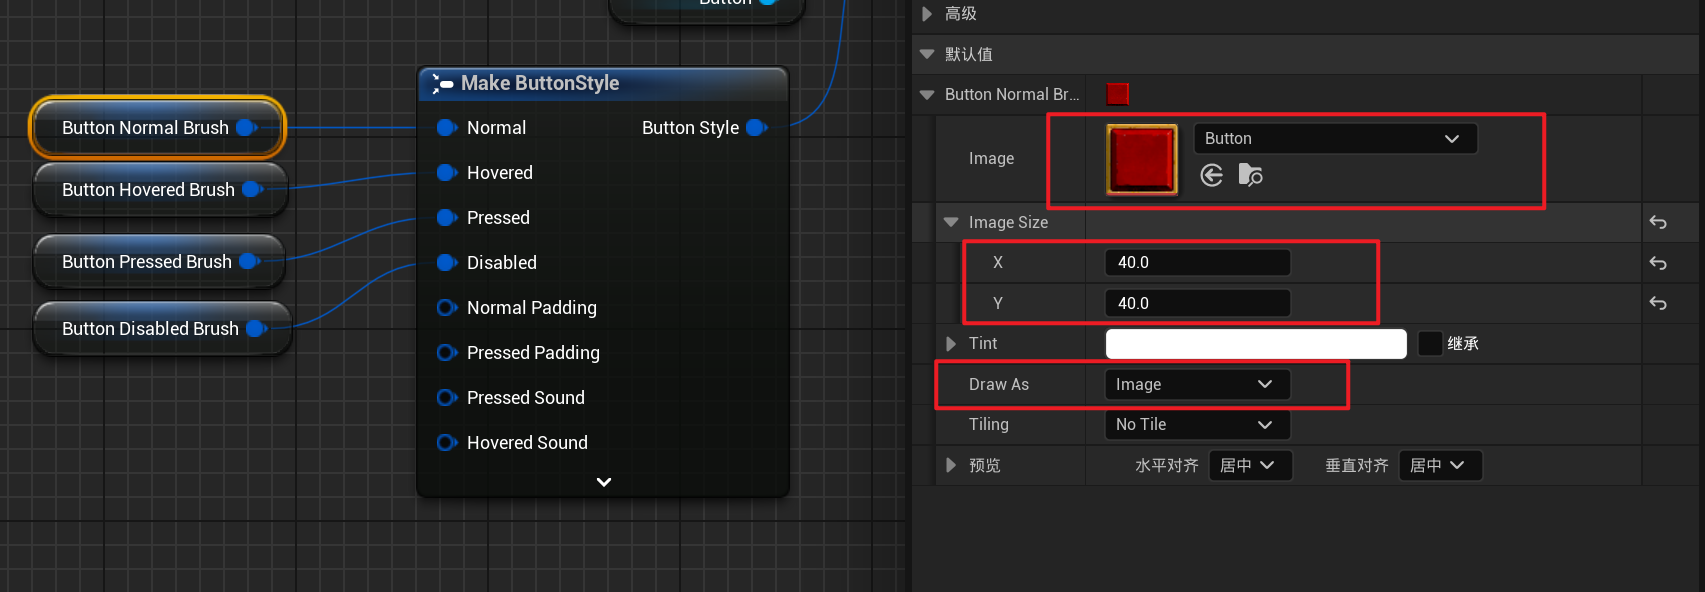 Button
Button Normal Brush
Button Hovered Brush
Button Pressed Brush
Button Disabled Brush
Make ButtonStyle
Normal
Button Style
Hovered
Pressed
Disabled
Normal Padding
Pressed Padding
Pressed Sound
Hovered Sound
高级
默认值
Button Normal Br...
Image
Button
Image Size
X
40.0
Y
40.0
Tint
继承
Draw As
Image
Tiling
No Tile
预览
水平对齐
居中
垂直对齐
居中